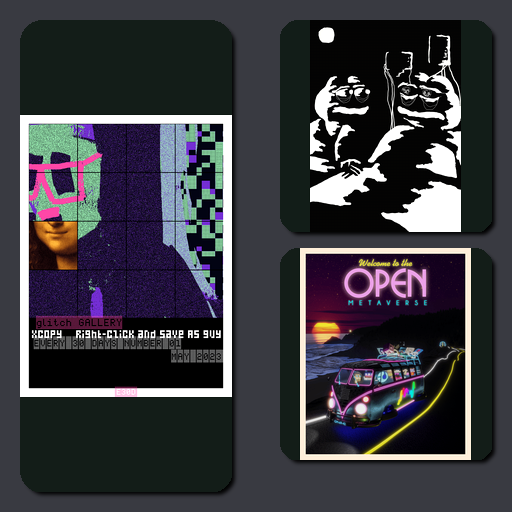 glitch GALLERY
XCOPY Right-Click and Save As guy
EVERY 30 DAYS NUMBER 01
MAY 2023
Welcome to the
OPEN
METAVERSE